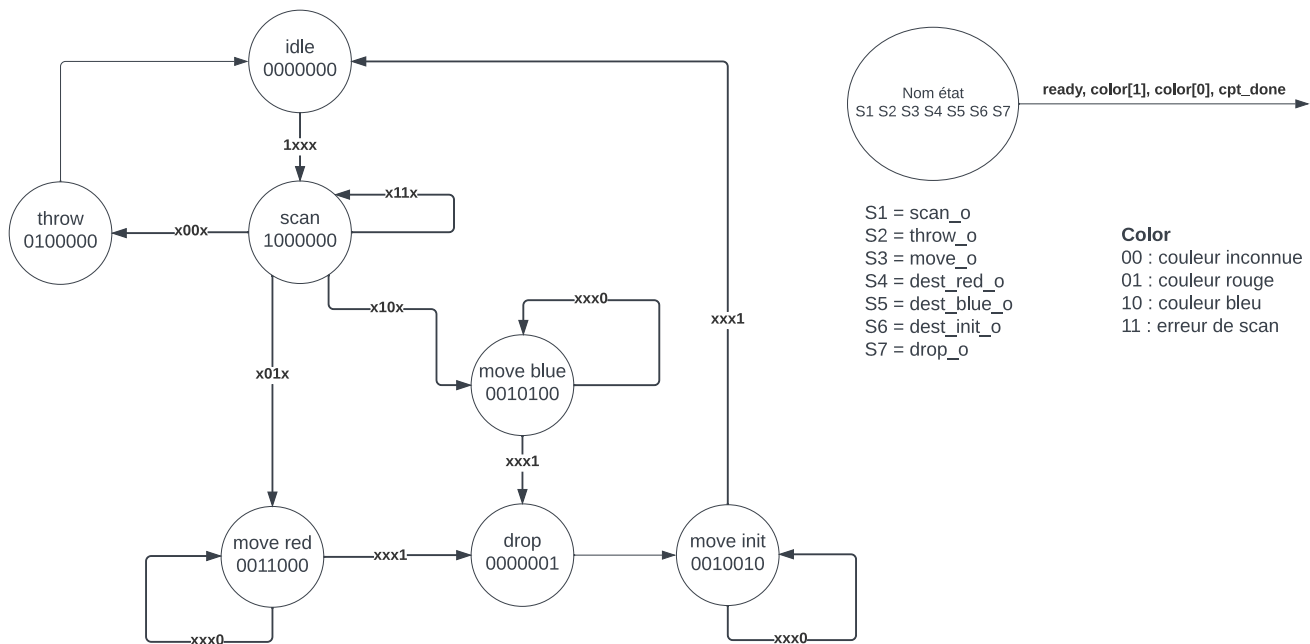 idle
0000000
1xxx
scan
1000000
x11x
throw
0100000
x00x
x10x
x01x
xxx0
move blue
0010100
xxx1
xxx1
move red
0011000
xxx1
drop
0000001
move init
0010010
xxx0
xxx0
Nom état
S1 S2 S3 S4 S5 S6 S7
ready, color[1], color[0], cpt_done
S1 = scan_o
S2 = throw_o
S3 = move_o
S4 = dest_red_o
S5 = dest_blue_o
S6 = dest_init_o
S7 = drop_o
Color
00 : couleur inconnue
01 : couleur rouge
10 : couleur bleu
11 : erreur de scan